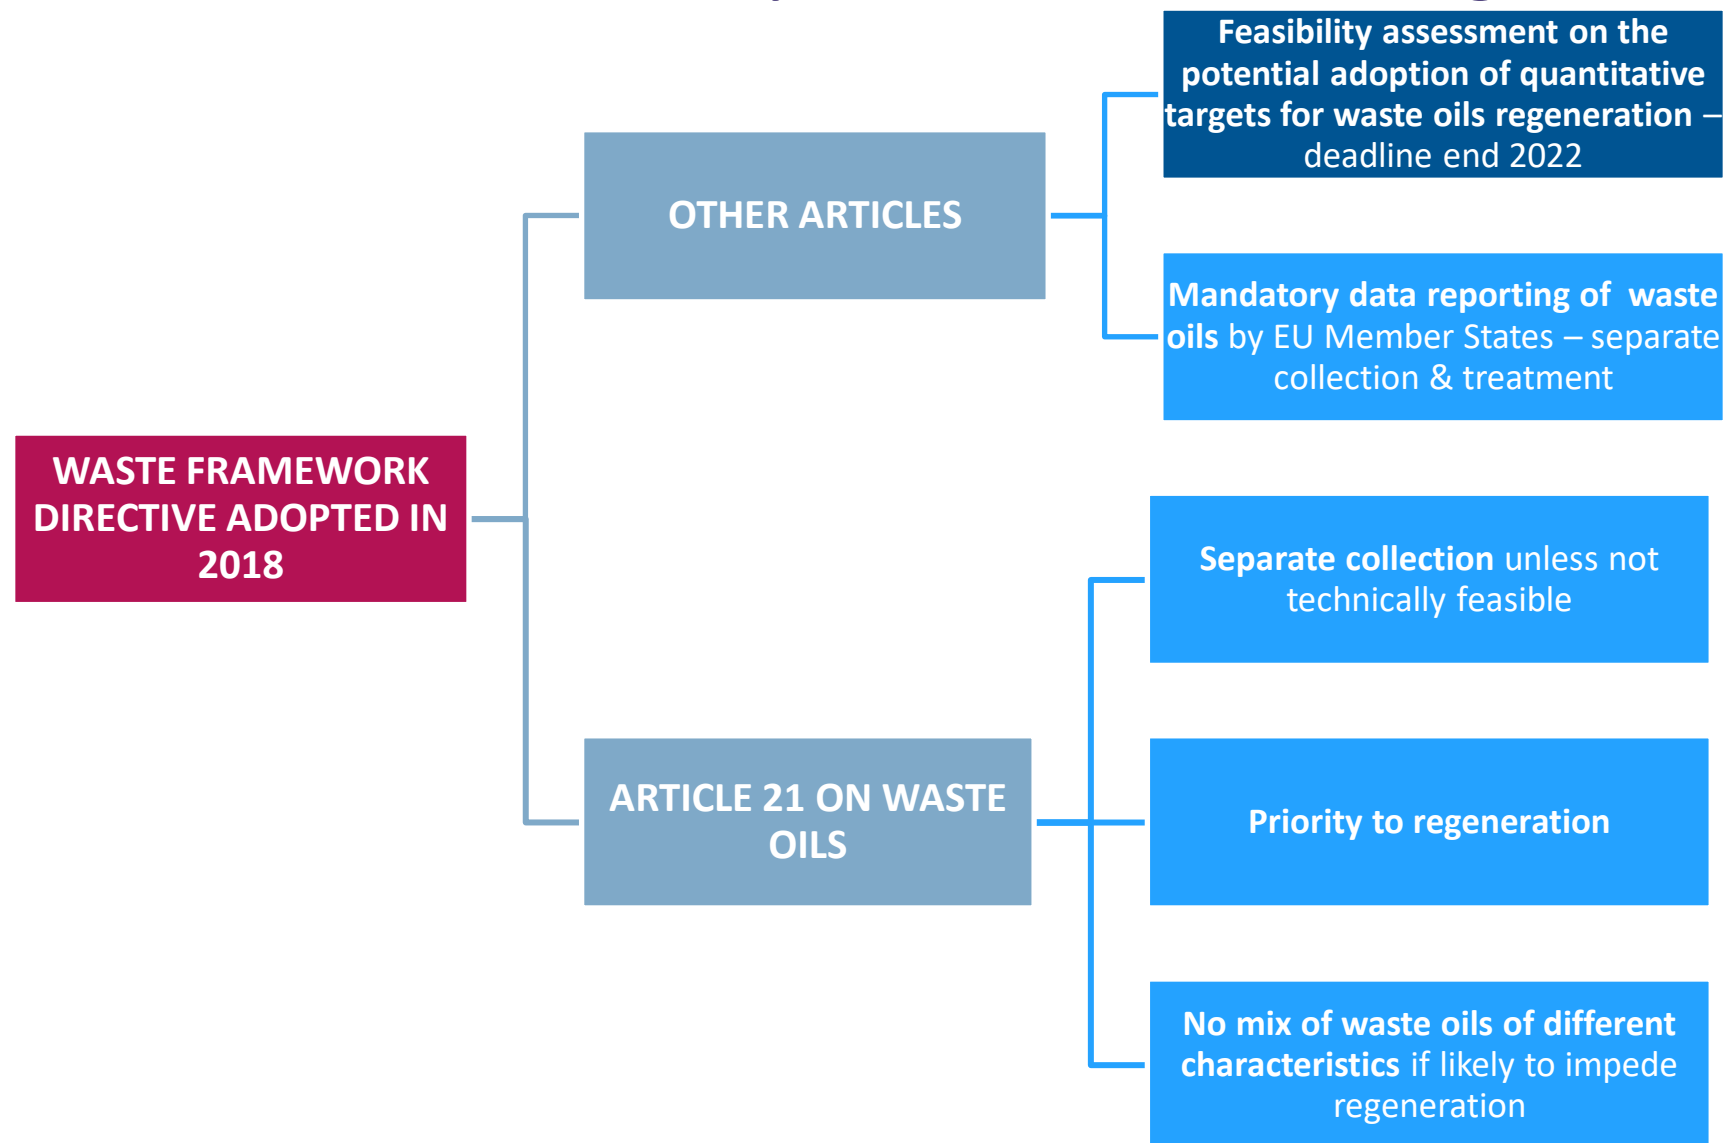 Feasibility assessment on the
potential adoption of quantitative
targets for waste oils regeneration –
deadline end 2022
OTHER ARTICLES
Mandatory data reporting of  waste
oils by EU Member States – separate
collection & treatment
WASTE FRAMEWORK
DIRECTIVE ADOPTED IN
2018
Separate collection unless not
technically feasible
ARTICLE 21 ON WASTE
OILS
Priority to regeneration
No mix of waste oils of different
characteristics if likely to impede
regeneration